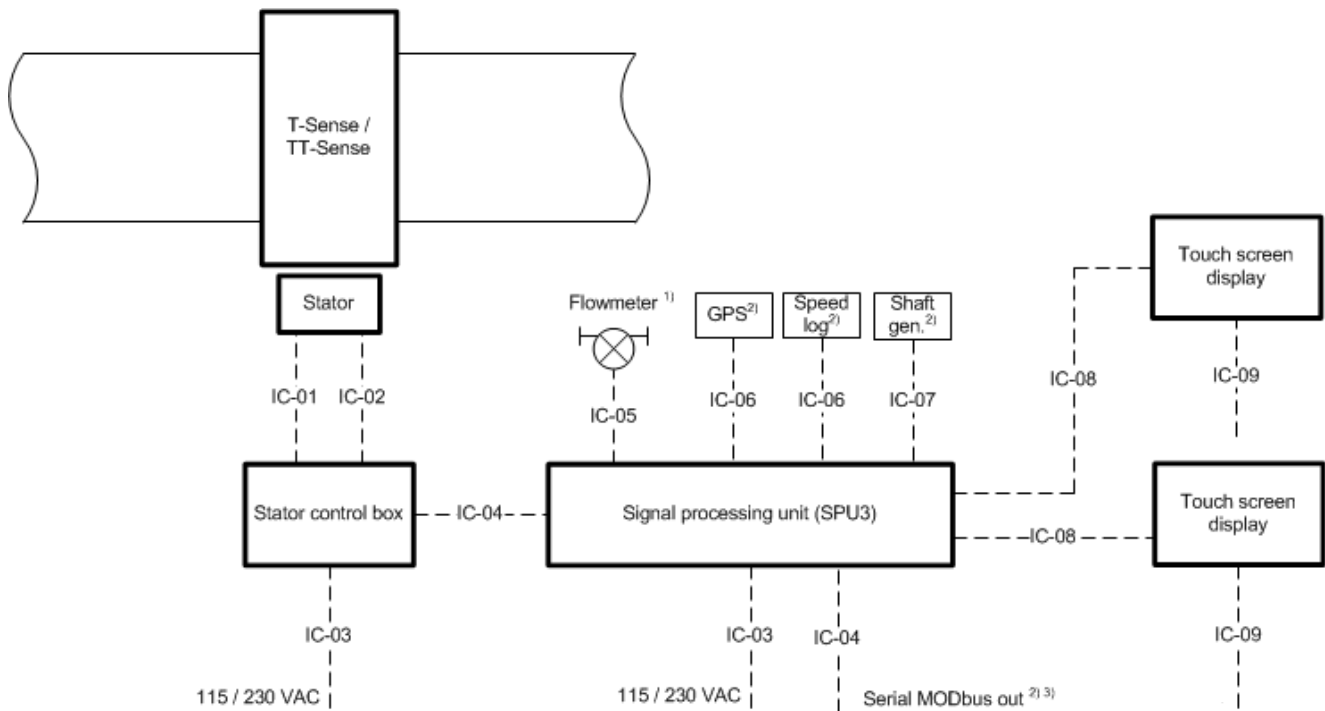 T-Sense /
TT-Sense
Stator
Flowmeter ¹⁾
GPS²⁾
Speed
log²⁾
Shaft
gen.²⁾
Touch screen
display
IC-01
IC-02
IC-05
IC-06
IC-06
IC-07
IC-08
IC-09
Stator control box
IC-04
Signal processing unit (SPU3)
IC-08
Touch screen
display
IC-03
IC-03
IC-04
IC-09
115 / 230 VAC
115 / 230 VAC
Serial MODbus out ²⁾ ³⁾